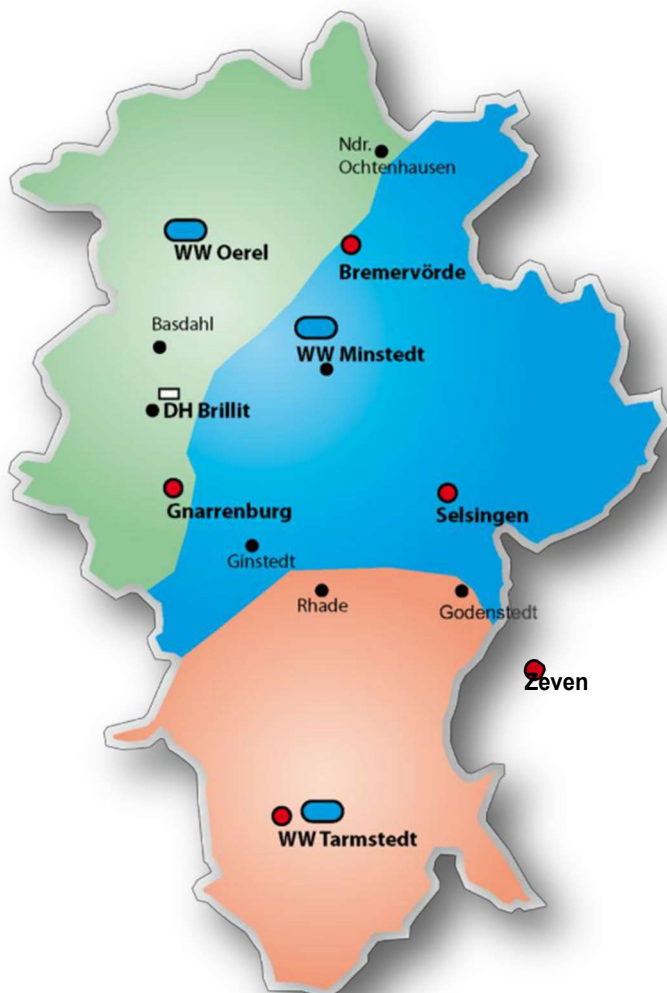 Ndr.
Ochtenhausen
WW Oerel
Bremervörde
Basdahl
WW Minstedt
DH Brillit
Gnarrenburg
Selsingen
Ginstedt
Rhade
Godenstedt
Zeven
WW Tarmstedt